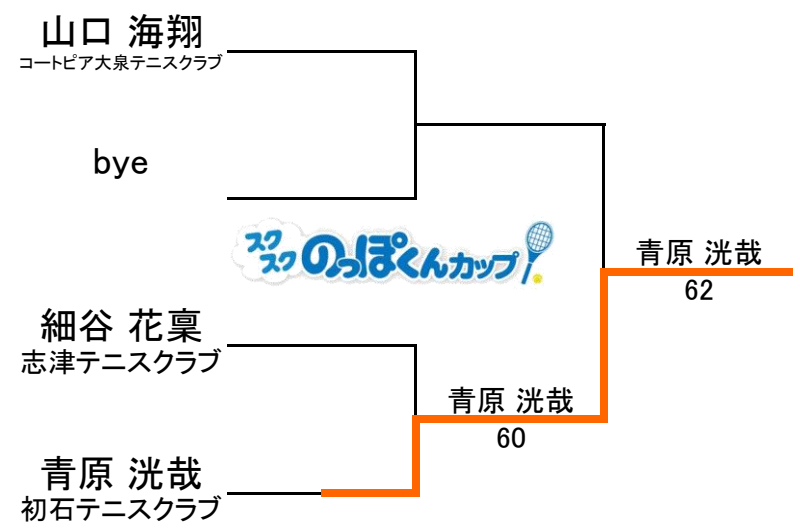 山口 海翔
コートピア大泉テニスクラブ
bye
スクスクのっぽくんカップ
青原 洸哉
62
細谷 花稟
志津テニスクラブ
青原 洸哉
60
青原 洸哉
初石テニスクラブ